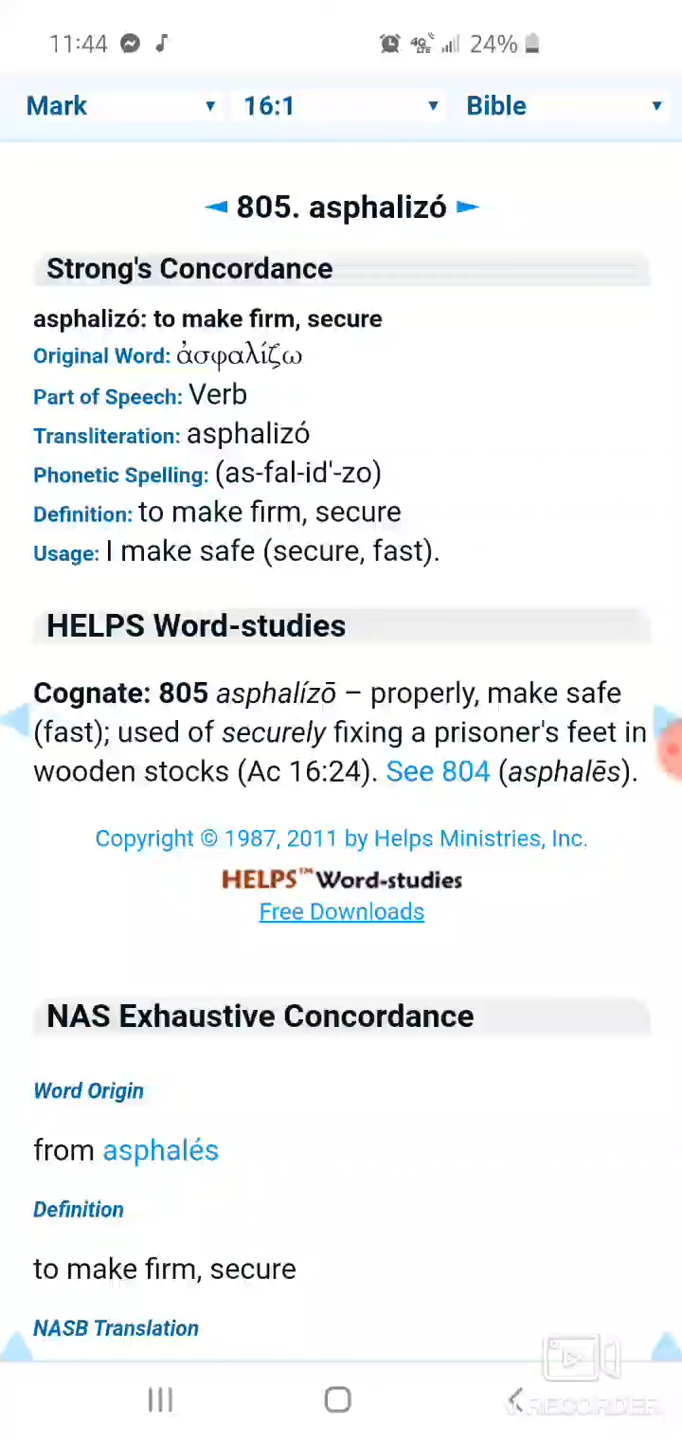 11:44 24%
Mark 16:1 Bible
805. asphalizó
Strong's Concordance
asphalizó: to make firm, secure
Original Word: ἀσφαλίζω
Part of Speech: Verb
Transliteration: asphalizó
Phonetic Spelling: (as-fal-id'-zo)
Definition: to make firm, secure
Usage: I make safe (secure, fast).
HELPS Word-studies
Cognate: 805 asphalízō – properly, make safe
(fast); used of securely fixing a prisoner's feet in
wooden stocks (Ac 16:24). See 804 (asphalēs).
Copyright © 1987, 2011 by Helps Ministries, Inc.
HELPS™ Word-studies
Free Downloads
NAS Exhaustive Concordance
Word Origin
from asphalés
Definition
to make firm, secure
NASB Translation
RECORDER